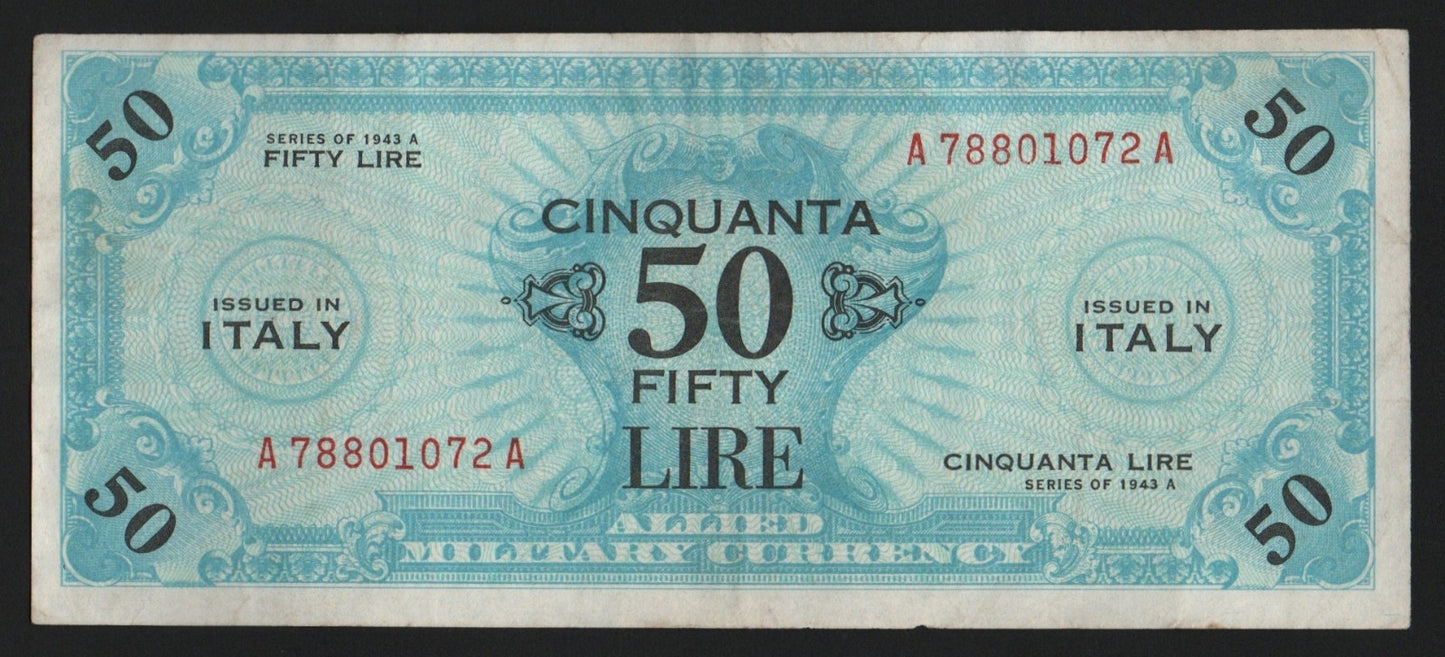 50
50
SERIES OF 1943 A
FIFTY LIRE
A 78801072 A
CINQUANTA
50
FIFTY
LIRE
ISSUED IN
ITALY
ISSUED IN
ITALY
A 78801072 A
CINQUANTA LIRE
SERIES OF 1943 A
50
50
ALLIED
MILITARY CURRENCY